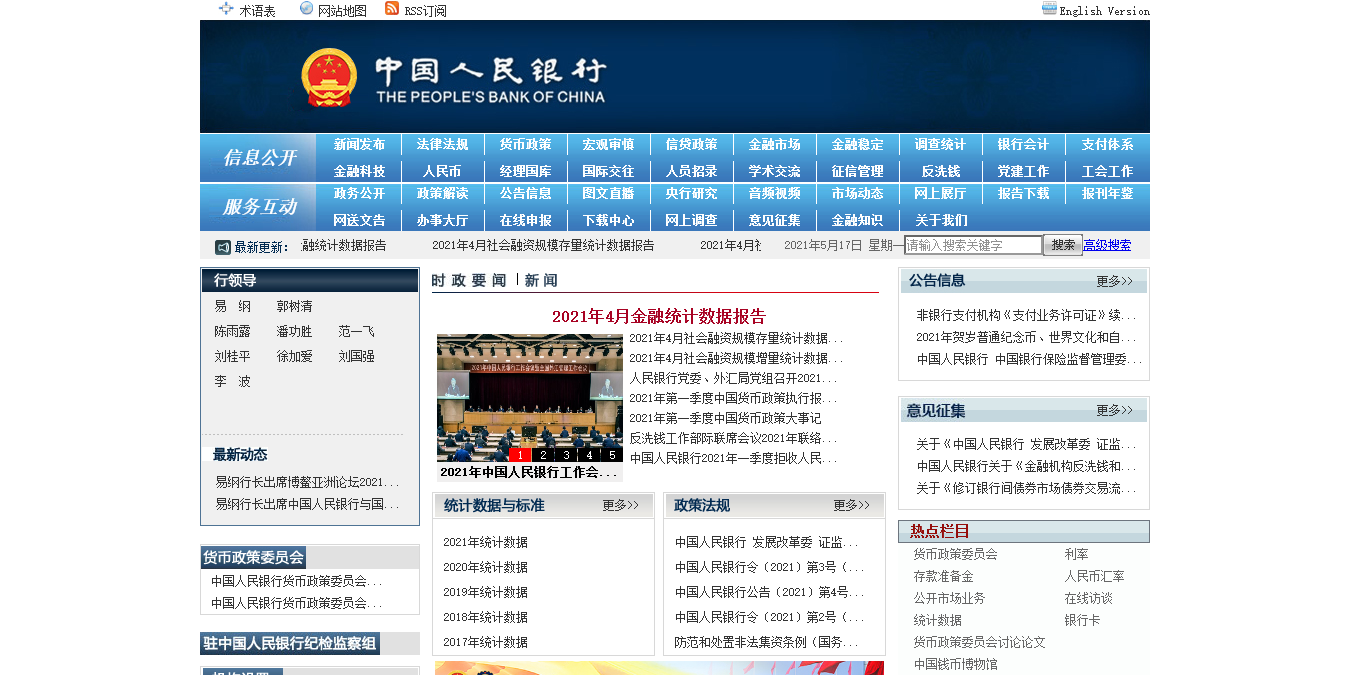 术语表 网站地图 RSS订阅 English Version
中国人民银行
THE PEOPLE'S BANK OF CHINA
信息公开
新闻发布 法律法规 货币政策 宏观审慎 信贷政策 金融市场 金融稳定 调查统计 银行会计 支付体系
金融科技 人民币 经理国库 国际交往 人员招录 学术交流 征信管理 反洗钱 党建工作 工会工作
服务互动
政务公开 政策解读 公告信息 图文直播 央行研究 音频视频 市场动态 网上展厅 报告下载 报刊年鉴
网送文告 办事大厅 在线申报 下载中心 网上调查 意见征集 金融知识 关于我们
最新更新: 融统计数据报告 2021年4月社会融资规模存量统计数据报告 2021年4月社 2021年5月17日 星期一 请输入搜索关键字 搜索 高级搜索
行领导
易 纲 郭树清
陈雨露 潘功胜 范一飞
刘桂平 徐加爱 刘国强
李 波
最新动态
易纲行长出席博鳌亚洲论坛2021...
易纲行长出席中国人民银行与国...
货币政策委员会
中国人民银行货币政策委员会...
中国人民银行货币政策委员会...
驻中国人民银行纪检监察组
时政要闻 | 新闻
2021年4月金融统计数据报告
2021年4月社会融资规模存量统计数据...
2021年4月社会融资规模增量统计数据...
人民银行党委、外汇局党组召开2021...
2021年第一季度中国货币政策执行报...
2021年第一季度中国货币政策大事记
反洗钱工作部际联席会议2021年联络...
中国人民银行2021年一季度拒收人民...
1 2 3 4 5
2021年中国人民银行工作会...
统计数据与标准 更多>>
2021年统计数据
2020年统计数据
2019年统计数据
2018年统计数据
2017年统计数据
政策法规 更多>>
中国人民银行 发展改革委 证监...
中国人民银行令（2021）第3号（...
中国人民银行公告（2021）第4号...
中国人民银行令（2021）第2号（...
防范和处置非法集资条例（国务...
公告信息 更多>>
非银行支付机构《支付业务许可证》续...
2021年贺岁普通纪念币、世界文化和自...
中国人民银行 中国银行保险监督管理委...
意见征集 更多>>
关于《中国人民银行 发展改革委 证监...
中国人民银行关于《金融机构反洗钱和...
关于《修订银行间债券市场债券交易流...
热点栏目
货币政策委员会 利率
存款准备金 人民币汇率
公开市场业务 在线访谈
统计数据 银行卡
货币政策委员会讨论论文
中国钱币博物馆